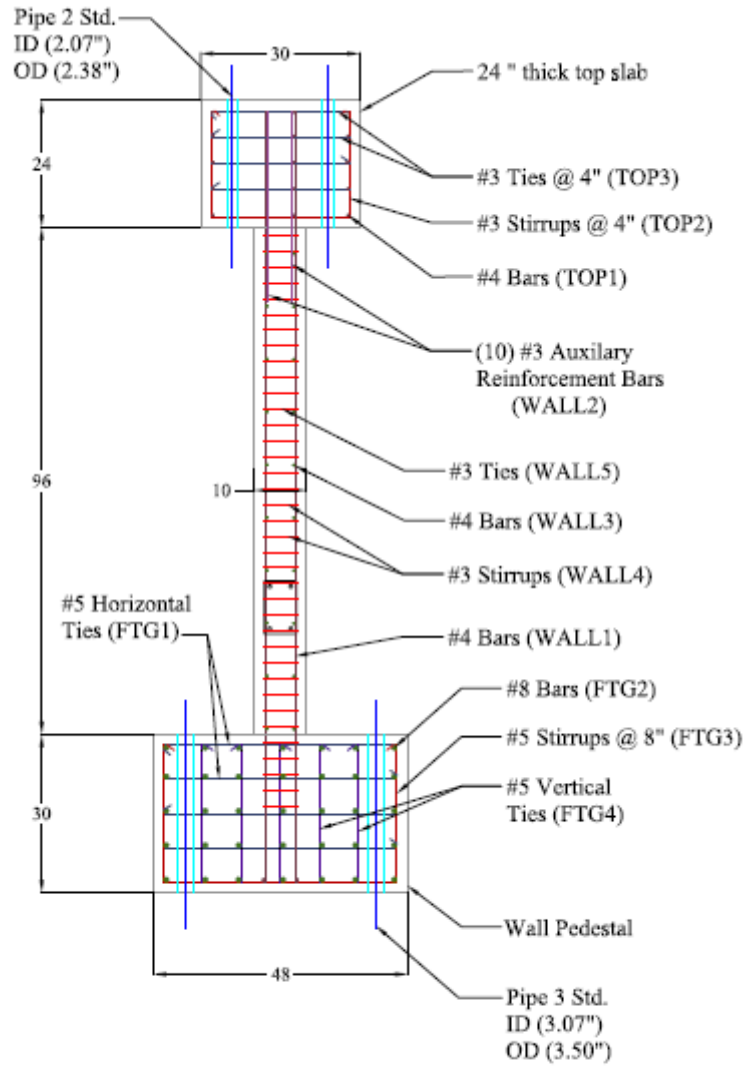 Pipe 2 Std.
ID (2.07")
OD (2.38")
30
24 " thick top slab
24
#3 Ties @ 4" (TOP3)
#3 Stirrups @ 4" (TOP2)
#4 Bars (TOP1)
(10) #3 Auxilary
Reinforcement Bars
(WALL2)
96
#3 Ties (WALL5)
10
#4 Bars (WALL3)
#3 Stirrups (WALL4)
#5 Horizontal
Ties (FTG1)
#4 Bars (WALL1)
#8 Bars (FTG2)
#5 Stirrups @ 8" (FTG3)
#5 Vertical
Ties (FTG4)
30
Wall Pedestal
48
Pipe 3 Std.
ID (3.07")
OD (3.50")